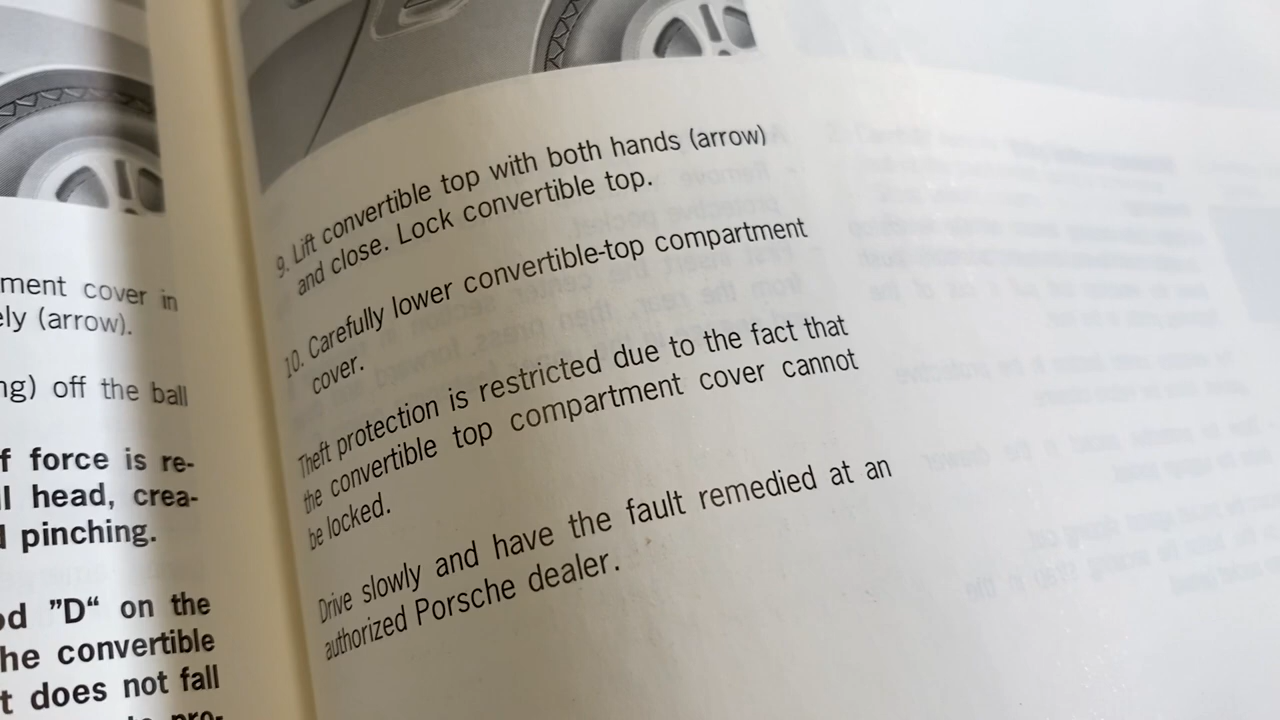 ment cover in
ely (arrow).
ng) off the ball
f force is re-
ll head, crea-
d pinching.
od "D“ on the
he convertible
t does not fall
pro-
9. Lift convertible top with both hands (arrow)
and close. Lock convertible top.
10. Carefully lower convertible-top compartment
cover.
Theft protection is restricted due to the fact that
the convertible top compartment cover cannot
be locked.
Drive slowly and have the fault remedied at an
authorized Porsche dealer.